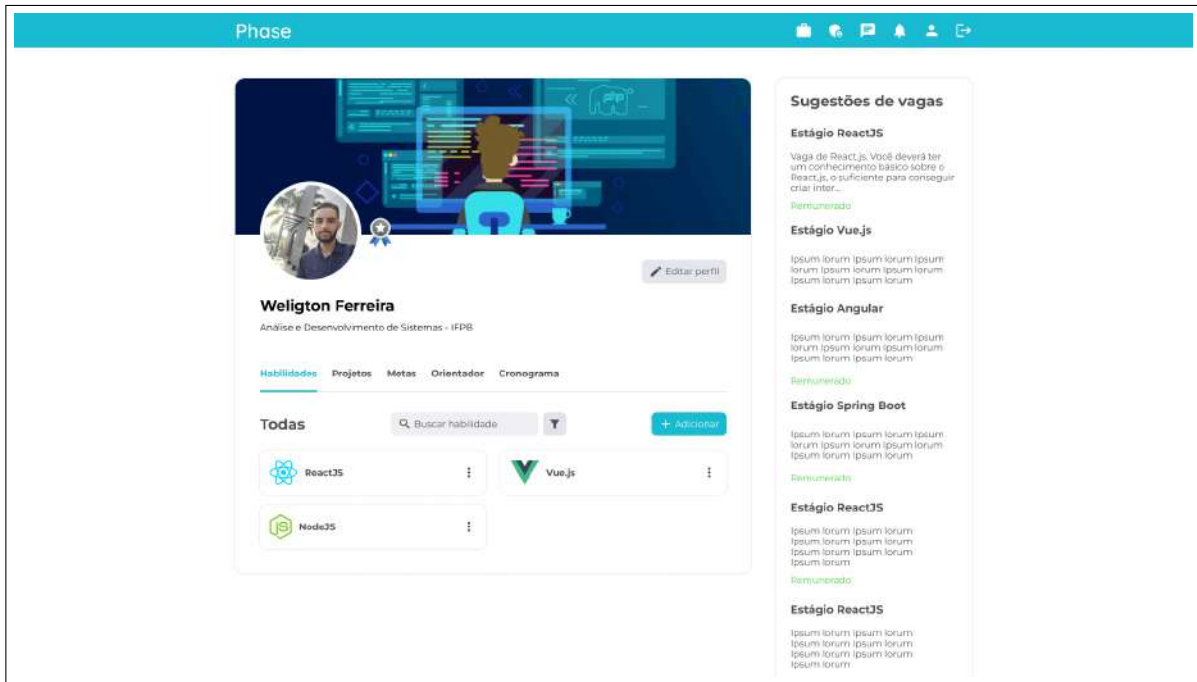 Phase
php
Editar perfil
Weligton Ferreira
Análise e Desenvolvimento de Sistemas - IFPB
Habilidades Projetos Metas Orientador Cronograma
Todas
Buscar habilidade
+ Adicionar
ReactJS
Vue.js
JS
NodeJS
Sugestões de vagas
Estágio ReactJS
Vaga de React.js. Você deverá ter
um conhecimento básico sobre o
React.js, o suficiente para conseguir
criar inter...
Remunerado
Estágio Vue.js
Ipsum lorum Ipsum lorum Ipsum
lorum Ipsum lorum Ipsum lorum
Ipsum lorum Ipsum lorum
Estágio Angular
Ipsum lorum Ipsum lorum Ipsum
lorum Ipsum lorum Ipsum lorum
Ipsum lorum Ipsum lorum
Remunerado
Estágio Spring Boot
Ipsum lorum Ipsum lorum Ipsum
lorum Ipsum lorum Ipsum lorum
Ipsum lorum Ipsum lorum
Remunerado
Estágio ReactJS
Ipsum lorum Ipsum lorum
Ipsum lorum Ipsum lorum
Ipsum lorum Ipsum lorum
Ipsum lorum
Remunerado
Estágio ReactJS
Ipsum lorum Ipsum lorum
Ipsum lorum Ipsum lorum
Ipsum lorum Ipsum lorum
Ipsum lorum